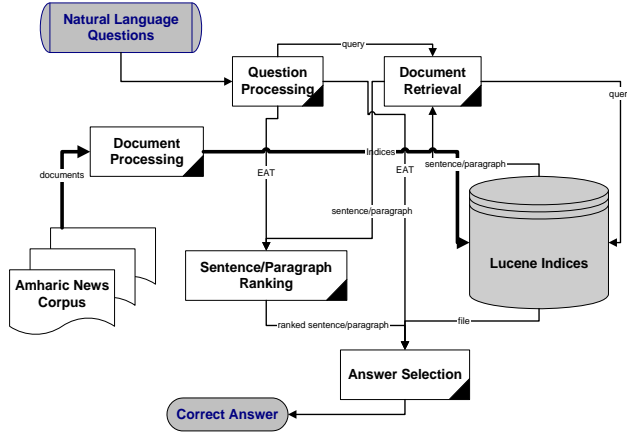 Natural Language
Questions
query
Question
Processing
Document
Retrieval
quer
Document
Processing
Indices
documents
EAT
EAT
sentence/paragraph
sentence/paragraph
Amharic News
Corpus
Sentence/Paragraph
Ranking
Lucene Indices
ranked sentence/paragraph
file
Answer Selection
Correct Answer